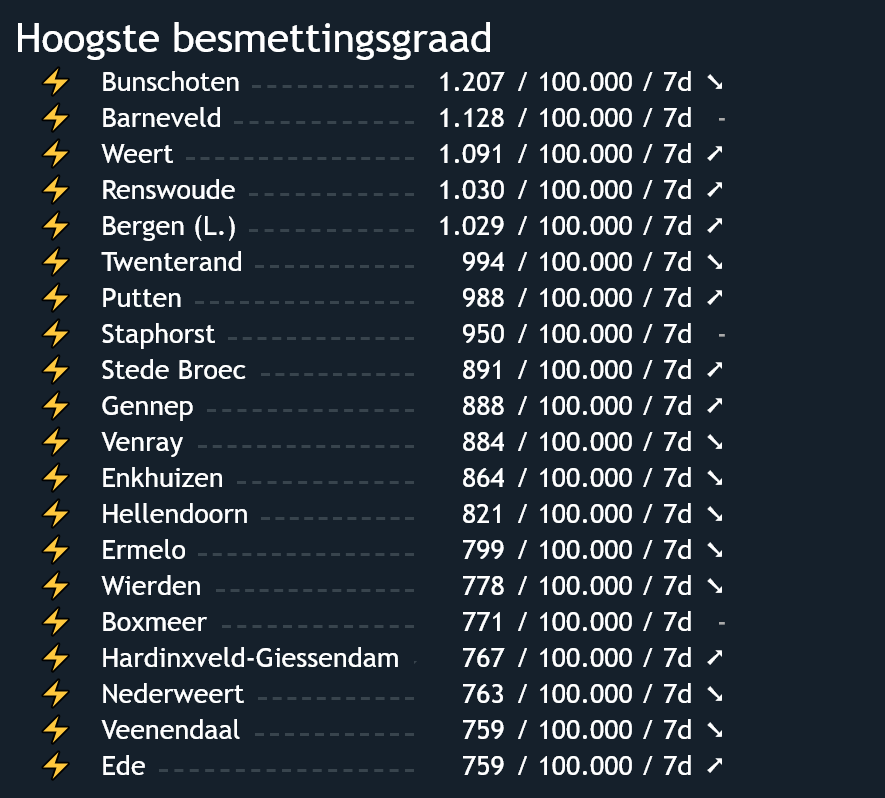 Hoogste besmettingsgraad
⚡ Bunschoten 1.207 / 100.000 / 7d ➘
⚡ Barneveld 1.128 / 100.000 / 7d -
⚡ Weert 1.091 / 100.000 / 7d ➚
⚡ Renswoude 1.030 / 100.000 / 7d ➚
⚡ Bergen (L.) 1.029 / 100.000 / 7d ➚
⚡ Twenterand 994 / 100.000 / 7d ➘
⚡ Putten 988 / 100.000 / 7d ➚
⚡ Staphorst 950 / 100.000 / 7d -
⚡ Stede Broec 891 / 100.000 / 7d ➚
⚡ Gennep 888 / 100.000 / 7d ➚
⚡ Venray 884 / 100.000 / 7d ➘
⚡ Enkhuizen 864 / 100.000 / 7d ➘
⚡ Hellendoorn 821 / 100.000 / 7d ➘
⚡ Ermelo 799 / 100.000 / 7d ➘
⚡ Wierden 778 / 100.000 / 7d ➘
⚡ Boxmeer 771 / 100.000 / 7d -
⚡ Hardinxveld-Giessendam 767 / 100.000 / 7d ➚
⚡ Nederweert 763 / 100.000 / 7d ➘
⚡ Veenendaal 759 / 100.000 / 7d ➘
⚡ Ede 759 / 100.000 / 7d ➚